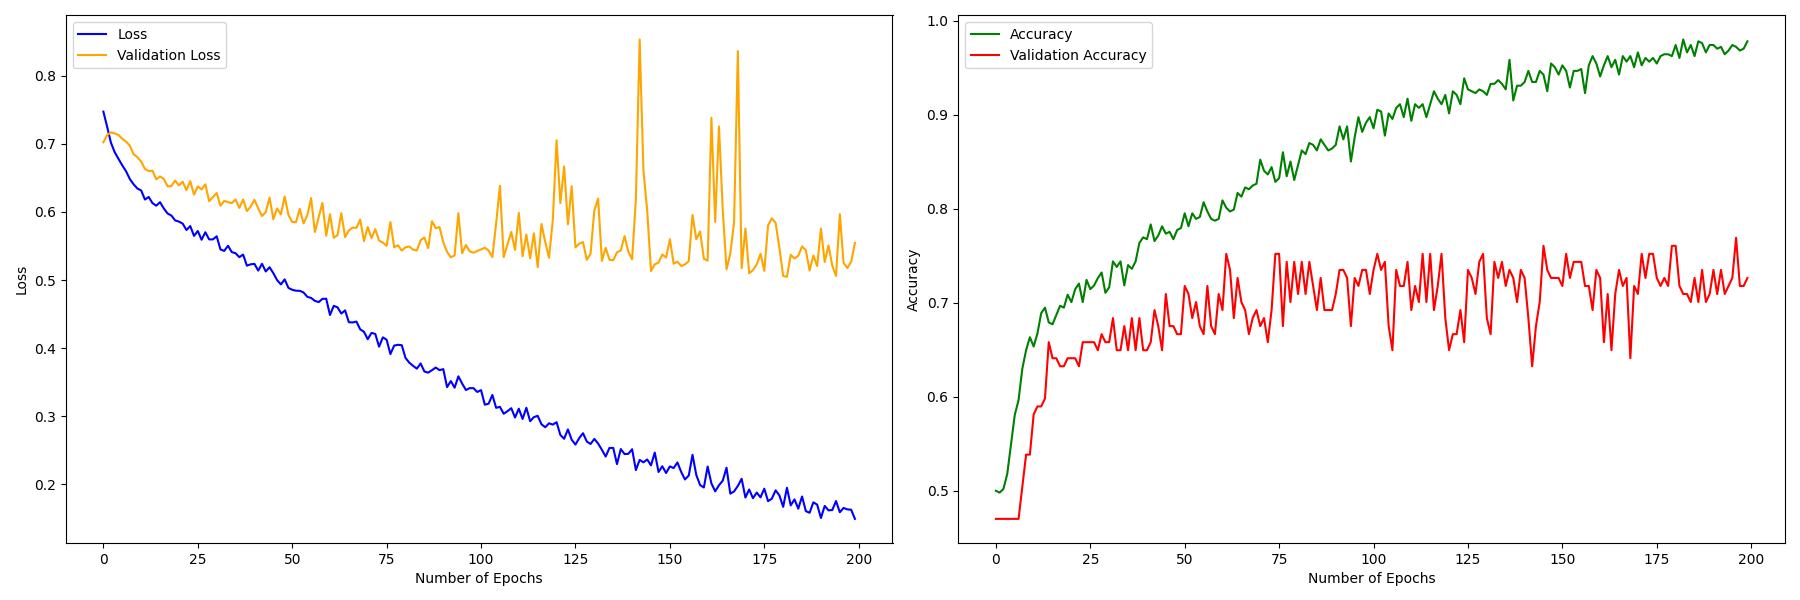 Loss
Validation Loss
0.8
0.7
0.6
0.5
0.4
0.3
0.2
Loss
0 25 50 75 100 125 150 175 200
Number of Epochs
Accuracy
Validation Accuracy
1.0
0.9
0.8
0.7
0.6
0.5
Accuracy
0 25 50 75 100 125 150 175 200
Number of Epochs